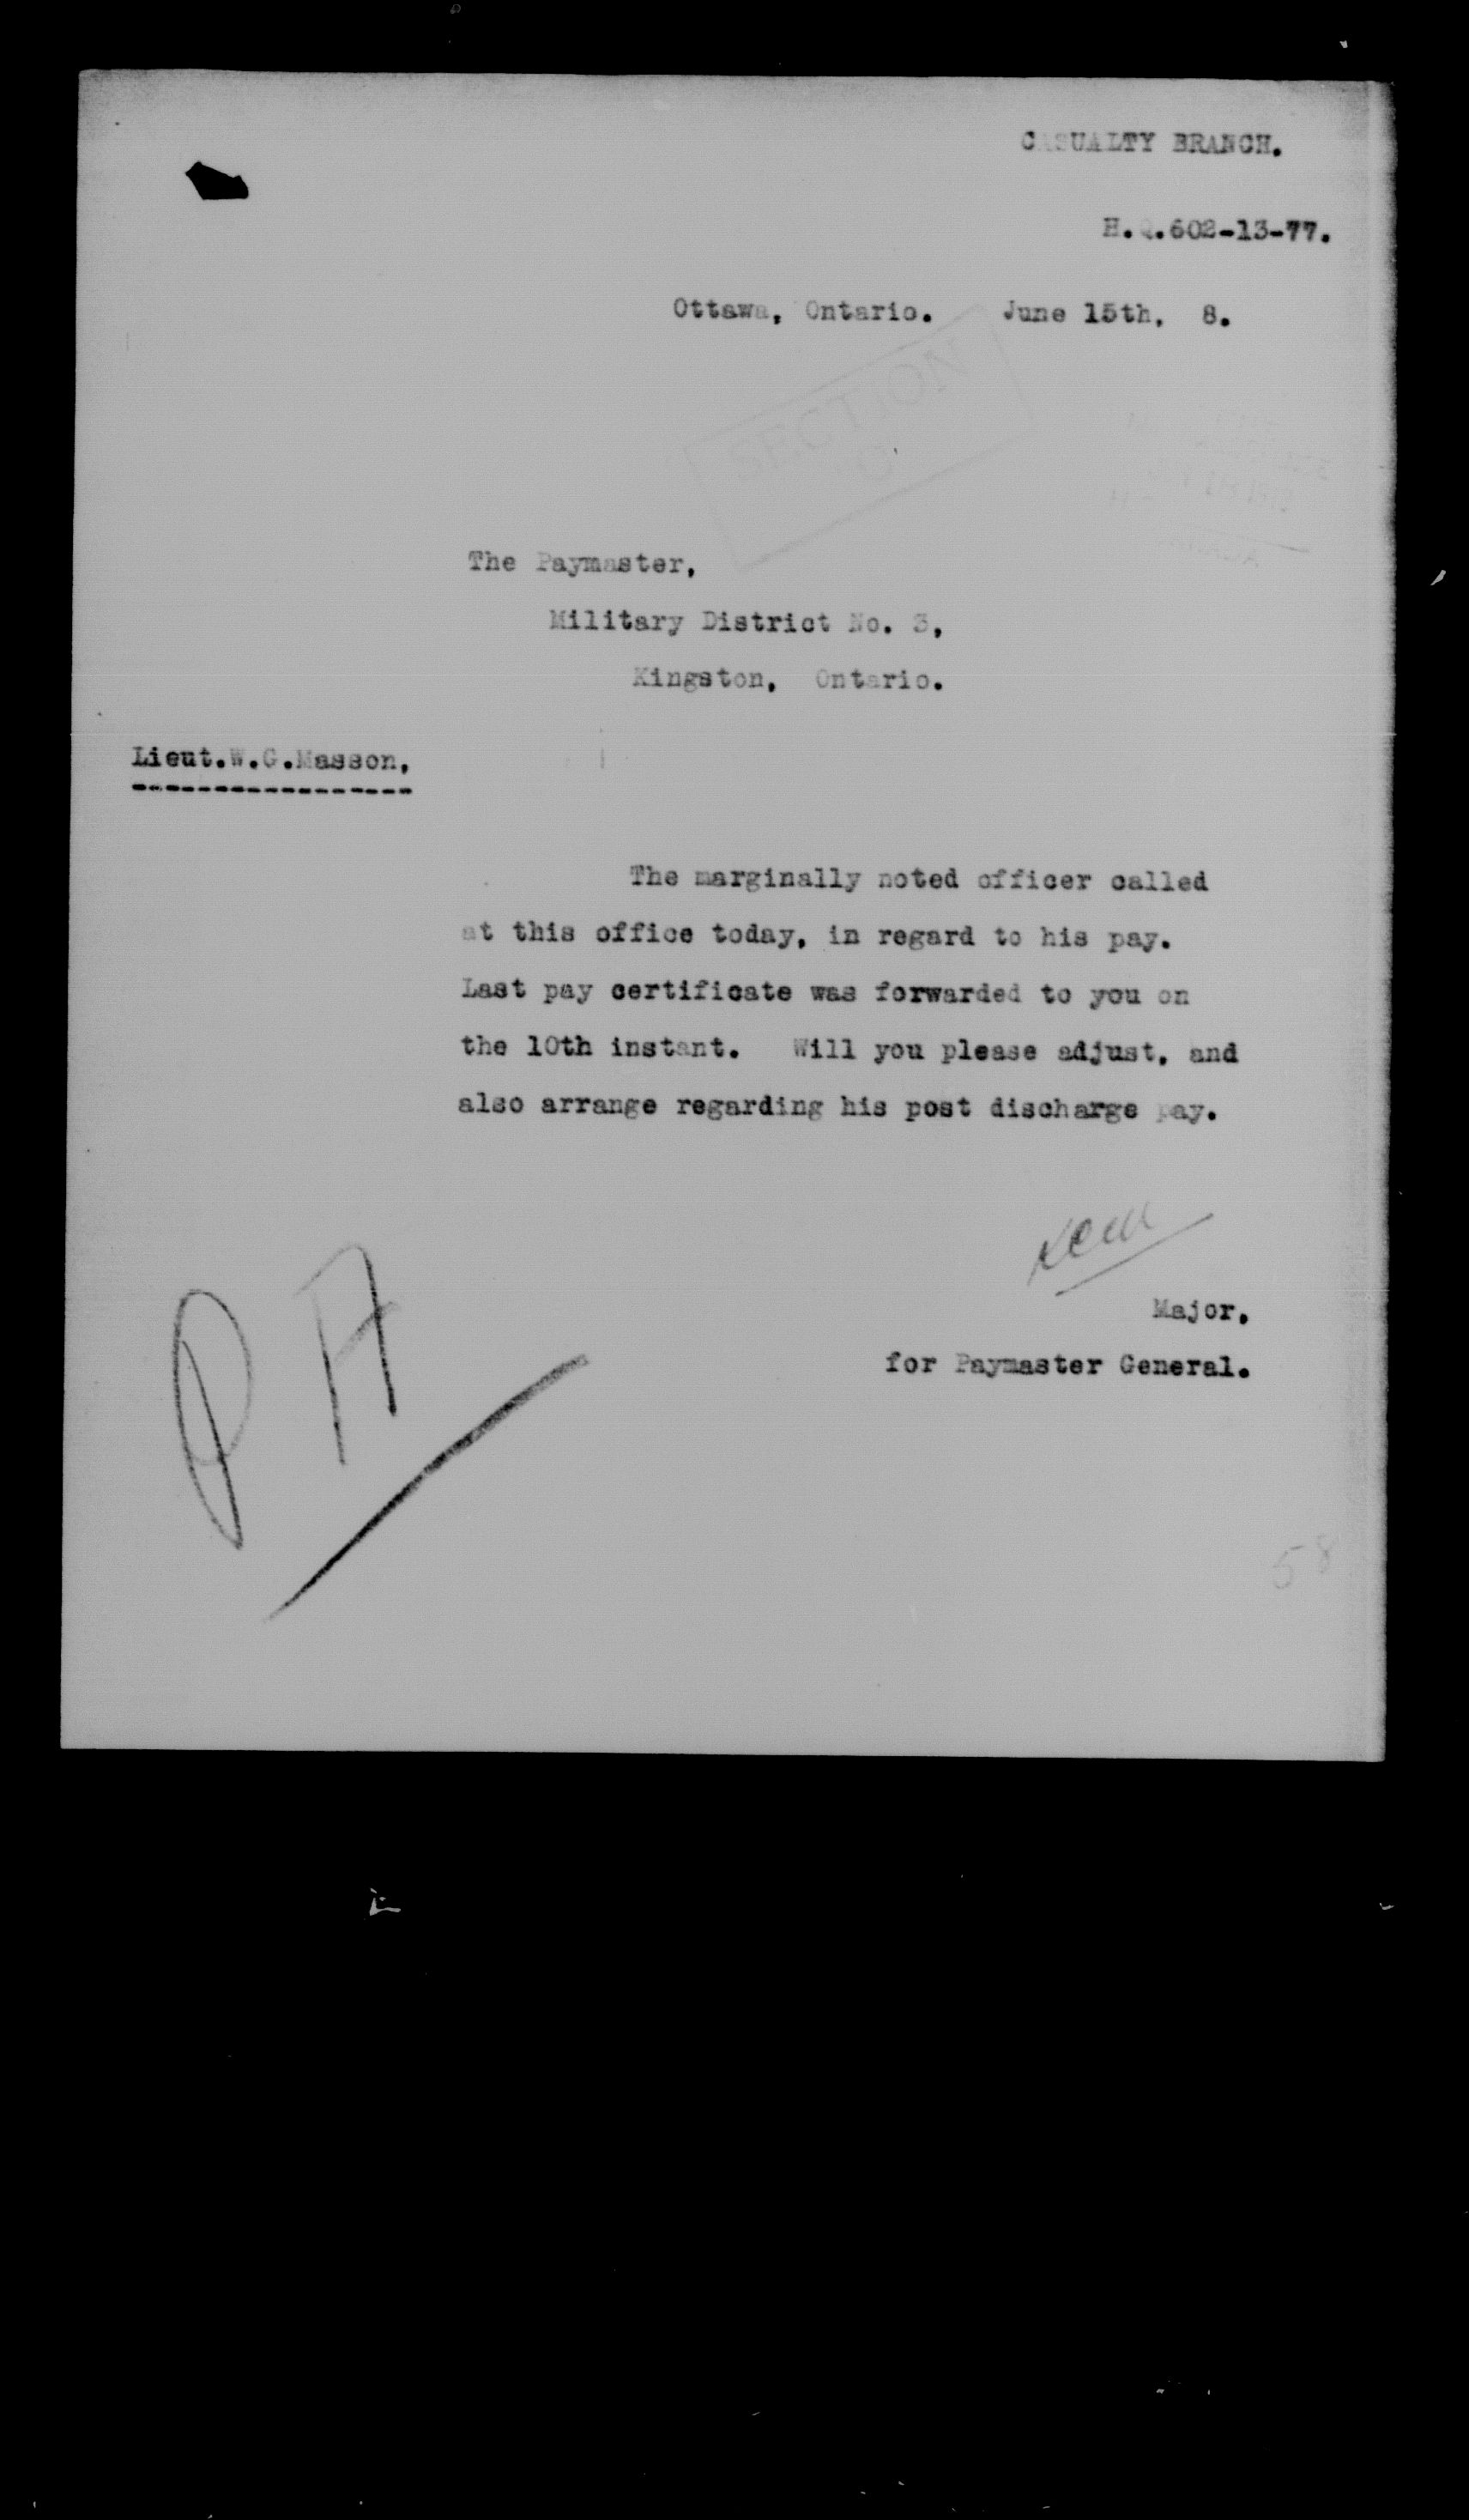 CASUALTY BRANCH.
H.Q.602-13-77.
Ottawa, Ontario. June 15th, 8.
SECTION
The Paymaster,
Military District No. 3,
Kingston, Ontario.
Lieut.W.G.Masson,
The marginally noted officer called
at this office today, in regard to his pay.
Last pay certificate was forwarded to you on
the 10th instant. Will you please adjust, and
also arrange regarding his post discharge pay.
Major,
for Paymaster General.
P A
58